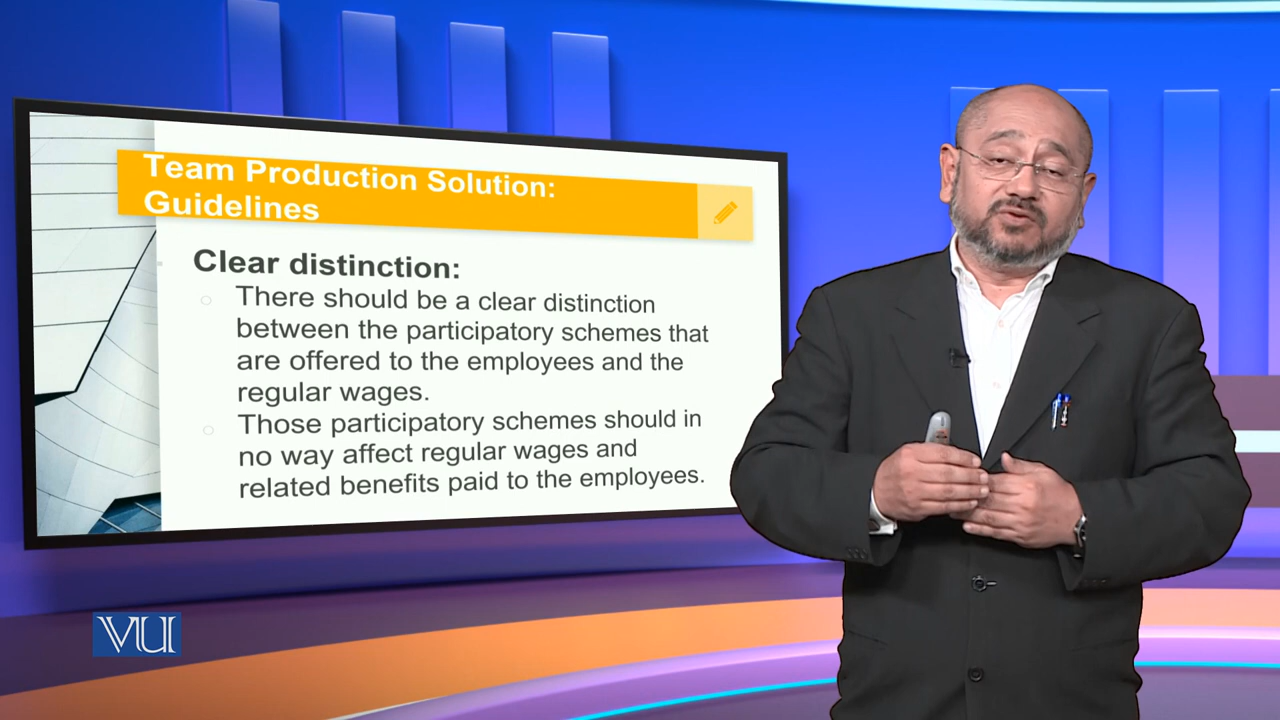 Team Production Solution:
Guidelines
Clear distinction:
There should be a clear distinction
between the participatory schemes that
are offered to the employees and the
regular wages.
Those participatory schemes should in
no way affect regular wages and
related benefits paid to the employees.
VU